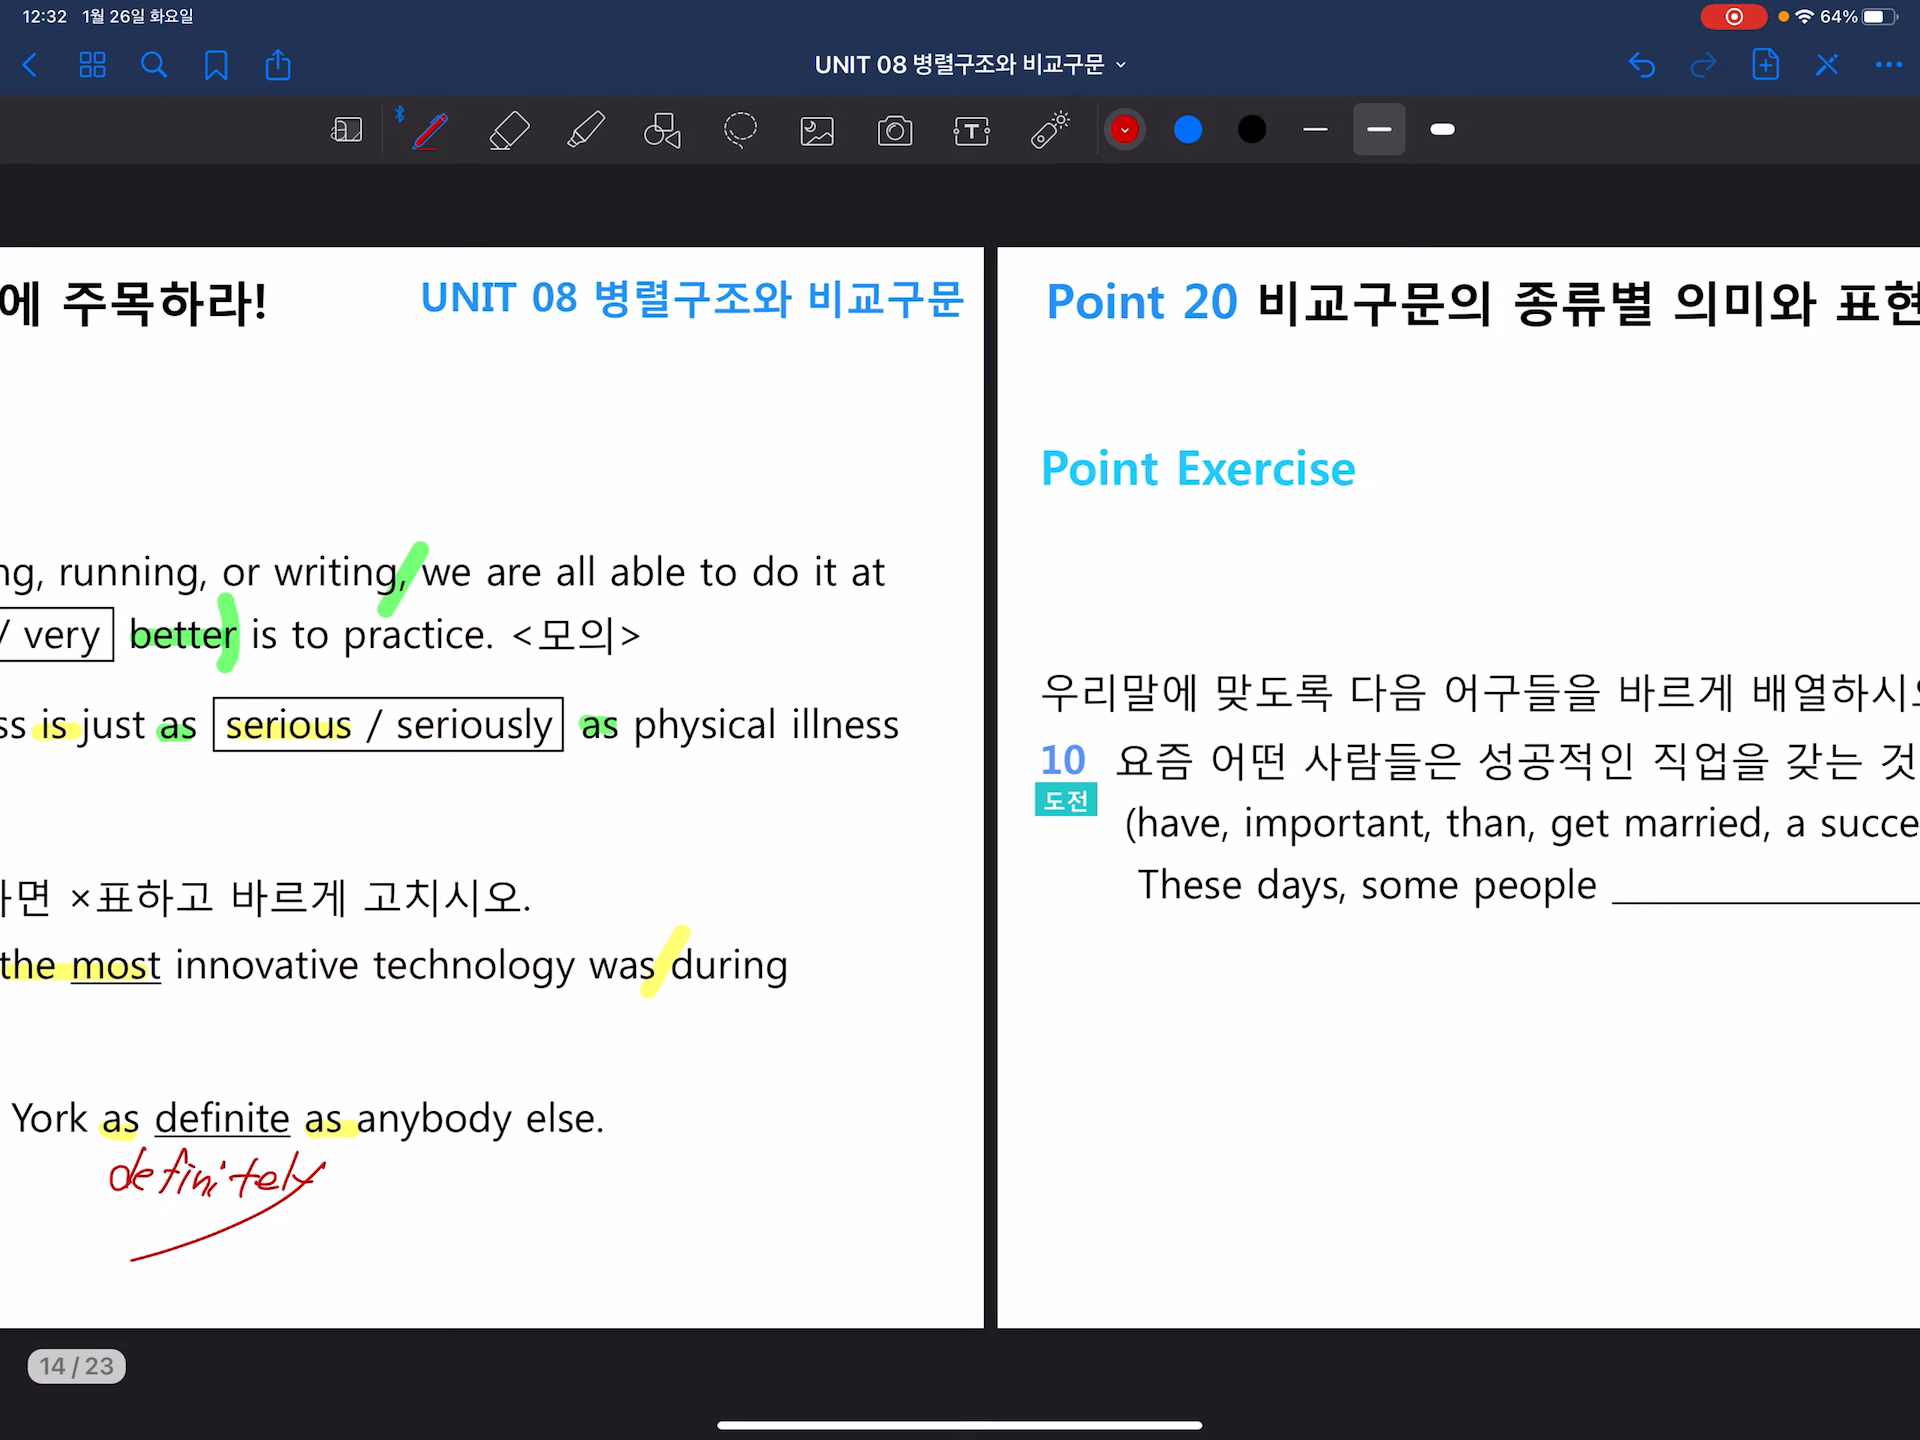 12:32 1월 26일 화요일
64%
UNIT 08 병렬구조와 비교구문
에 주목하라!
UNIT 08 병렬구조와 비교구문
ng, running, or writing, we are all able to do it at
/ very better is to practice. <모의>
ss is just as serious / seriously as physical illness
하면 ×표하고 바르게 고치시오.
the most innovative technology was during
York as definite as anybody else.
definitely
14 / 23
Point 20 비교구문의 종류별 의미와 표현
Point Exercise
우리말에 맞도록 다음 어구들을 바르게 배열하시오
10 요즘 어떤 사람들은 성공적인 직업을 갖는 것
도전
(have, important, than, get married, a succe
These days, some people